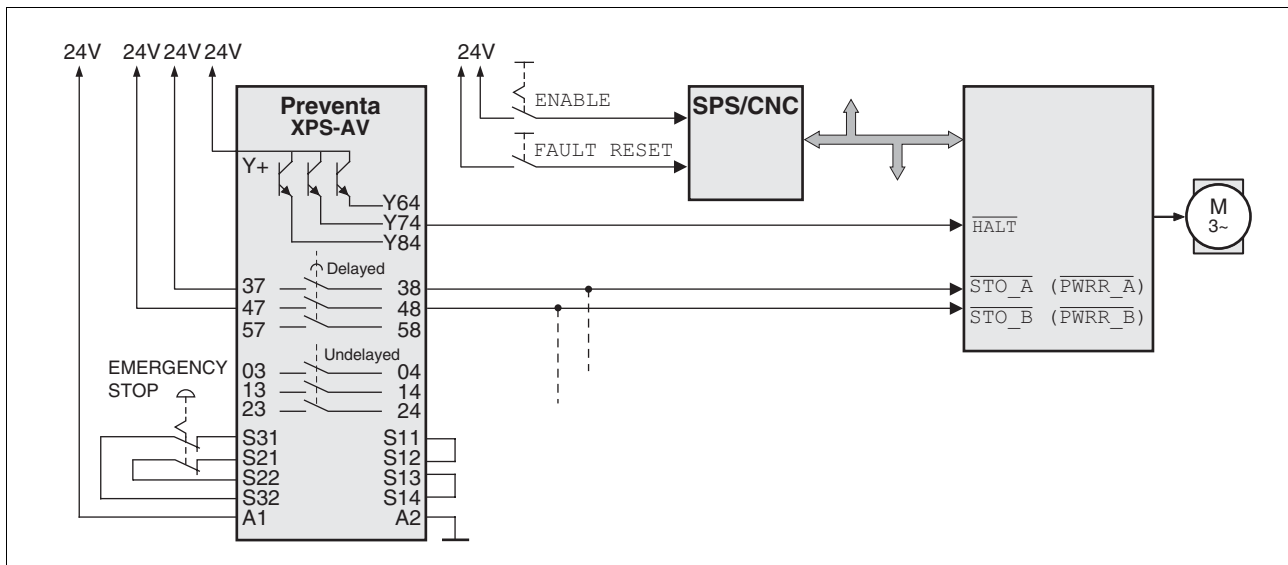 24V 24V 24V 24V 24V
Preventa
XPS-AV
Y+
Y64
Y74
Y84
ENABLE
FAULT RESET
SPS/CNC
HALT
M
3~
Delayed
37 38
47 48
57 58
STO_A (PWRR_A)
STO_B (PWRR_B)
Undelayed
03 04
13 14
23 24
EMERGENCY
STOP
S31 S11
S21 S12
S22 S13
S32 S14
A1 A2